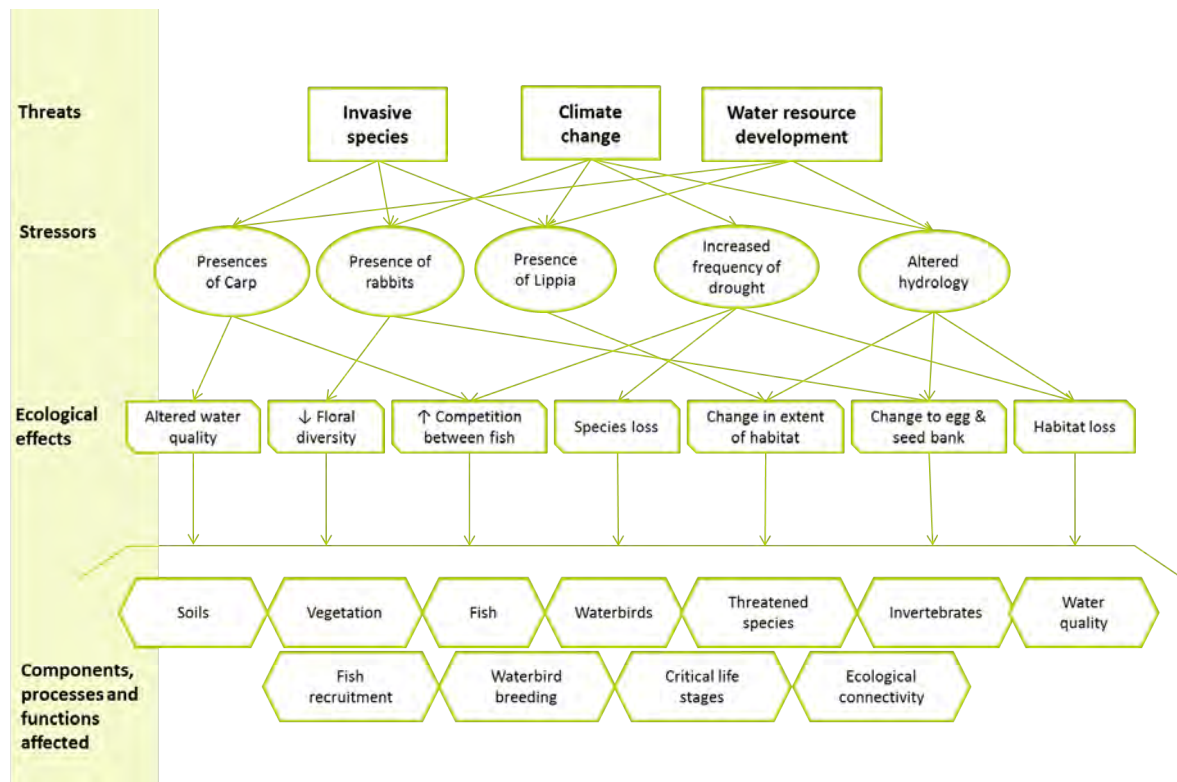 Threats
Invasive
species
Climate
change
Water resource
development
Stressors
Presences
of Carp
Presence of
rabbits
Presence
of Lippia
Increased
frequency of
drought
Altered
hydrology
Ecological
effects
Altered water
quality
↓ Floral
diversity
↑ Competition
between fish
Species loss
Change in extent
of habitat
Change to egg &
seed bank
Habitat loss
Soils
Vegetation
Fish
Waterbirds
Threatened
species
Invertebrates
Water
quality
Components,
processes and
functions
affected
Fish
recruitment
Waterbird
breeding
Critical life
stages
Ecological
connectivity